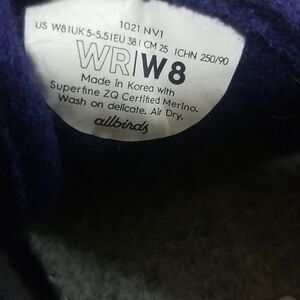 1021 NV1
US W8|UK 5-5.5|EU 38|CM 25|CHN 250/90
WR|W8
Made in Korea with
Superfine ZQ Certified Merino.
Wash on delicate, Air Dry.
allbirds